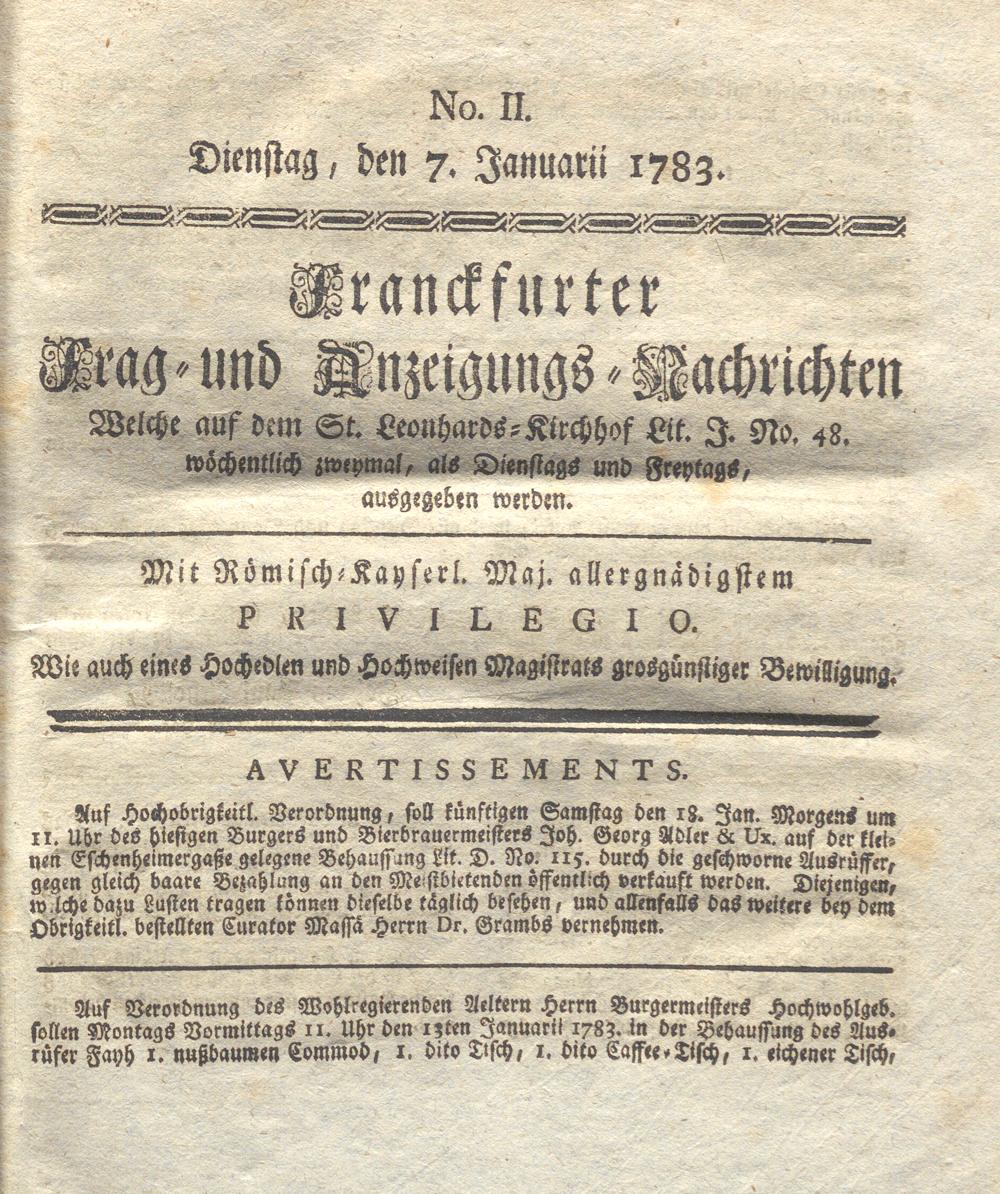 No. II.
Dienstag, den 7. Januarii 1783.
Franckfurter
Frag- und Anzeigungs-Nachrichten
Welche auf dem St. Leonhards-Kirchhof Lit. J. No. 48.
wöchentlich zweymal, als Dienstags und Freytags,
ausgegeben werden.
Mit Römisch-Kayserl. Maj. allergnädigstem
PRIVILEGIO.
Wie auch eines Hochedlen und Hochweisen Magistrats grosgünstiger Bewilligung.
AVERTISSEMENTS.
Auf Hochobrigkeitl. Verordnung, soll künftigen Samstag den 18. Jan. Morgens um
11. Uhr des hiesigen Burgers und Bierbrauermeisters Joh. Georg Adler & Ux. auf der klei-
nen Eschenheimergaße gelegene Behaussung Lit. D. No. 115. durch die geschworne Ausrüffer,
gegen gleich baare Bezahlung an den Meistbietenden öffentlich verkauft werden. Diejenigen,
welche dazu Lusten tragen können dieselbe täglich besehen, und allenfalls das weitere bey dem
Obrigkeitl. bestellten Curator Massä Herrn Dr. Grambs vernehmen.
Auf Verordnung des Wohlregierenden Aeltern Herrn Burgermeisters Hochwohlgeb.
sollen Montags Vormittags 11. Uhr den 13ten Januarii 1783. in der Behaussung des Aus-
rüfer Fayh 1. nußbaumen Commod, 1. dito Tisch, 1. dito Caffee-Tisch, 1. eichener Tisch,